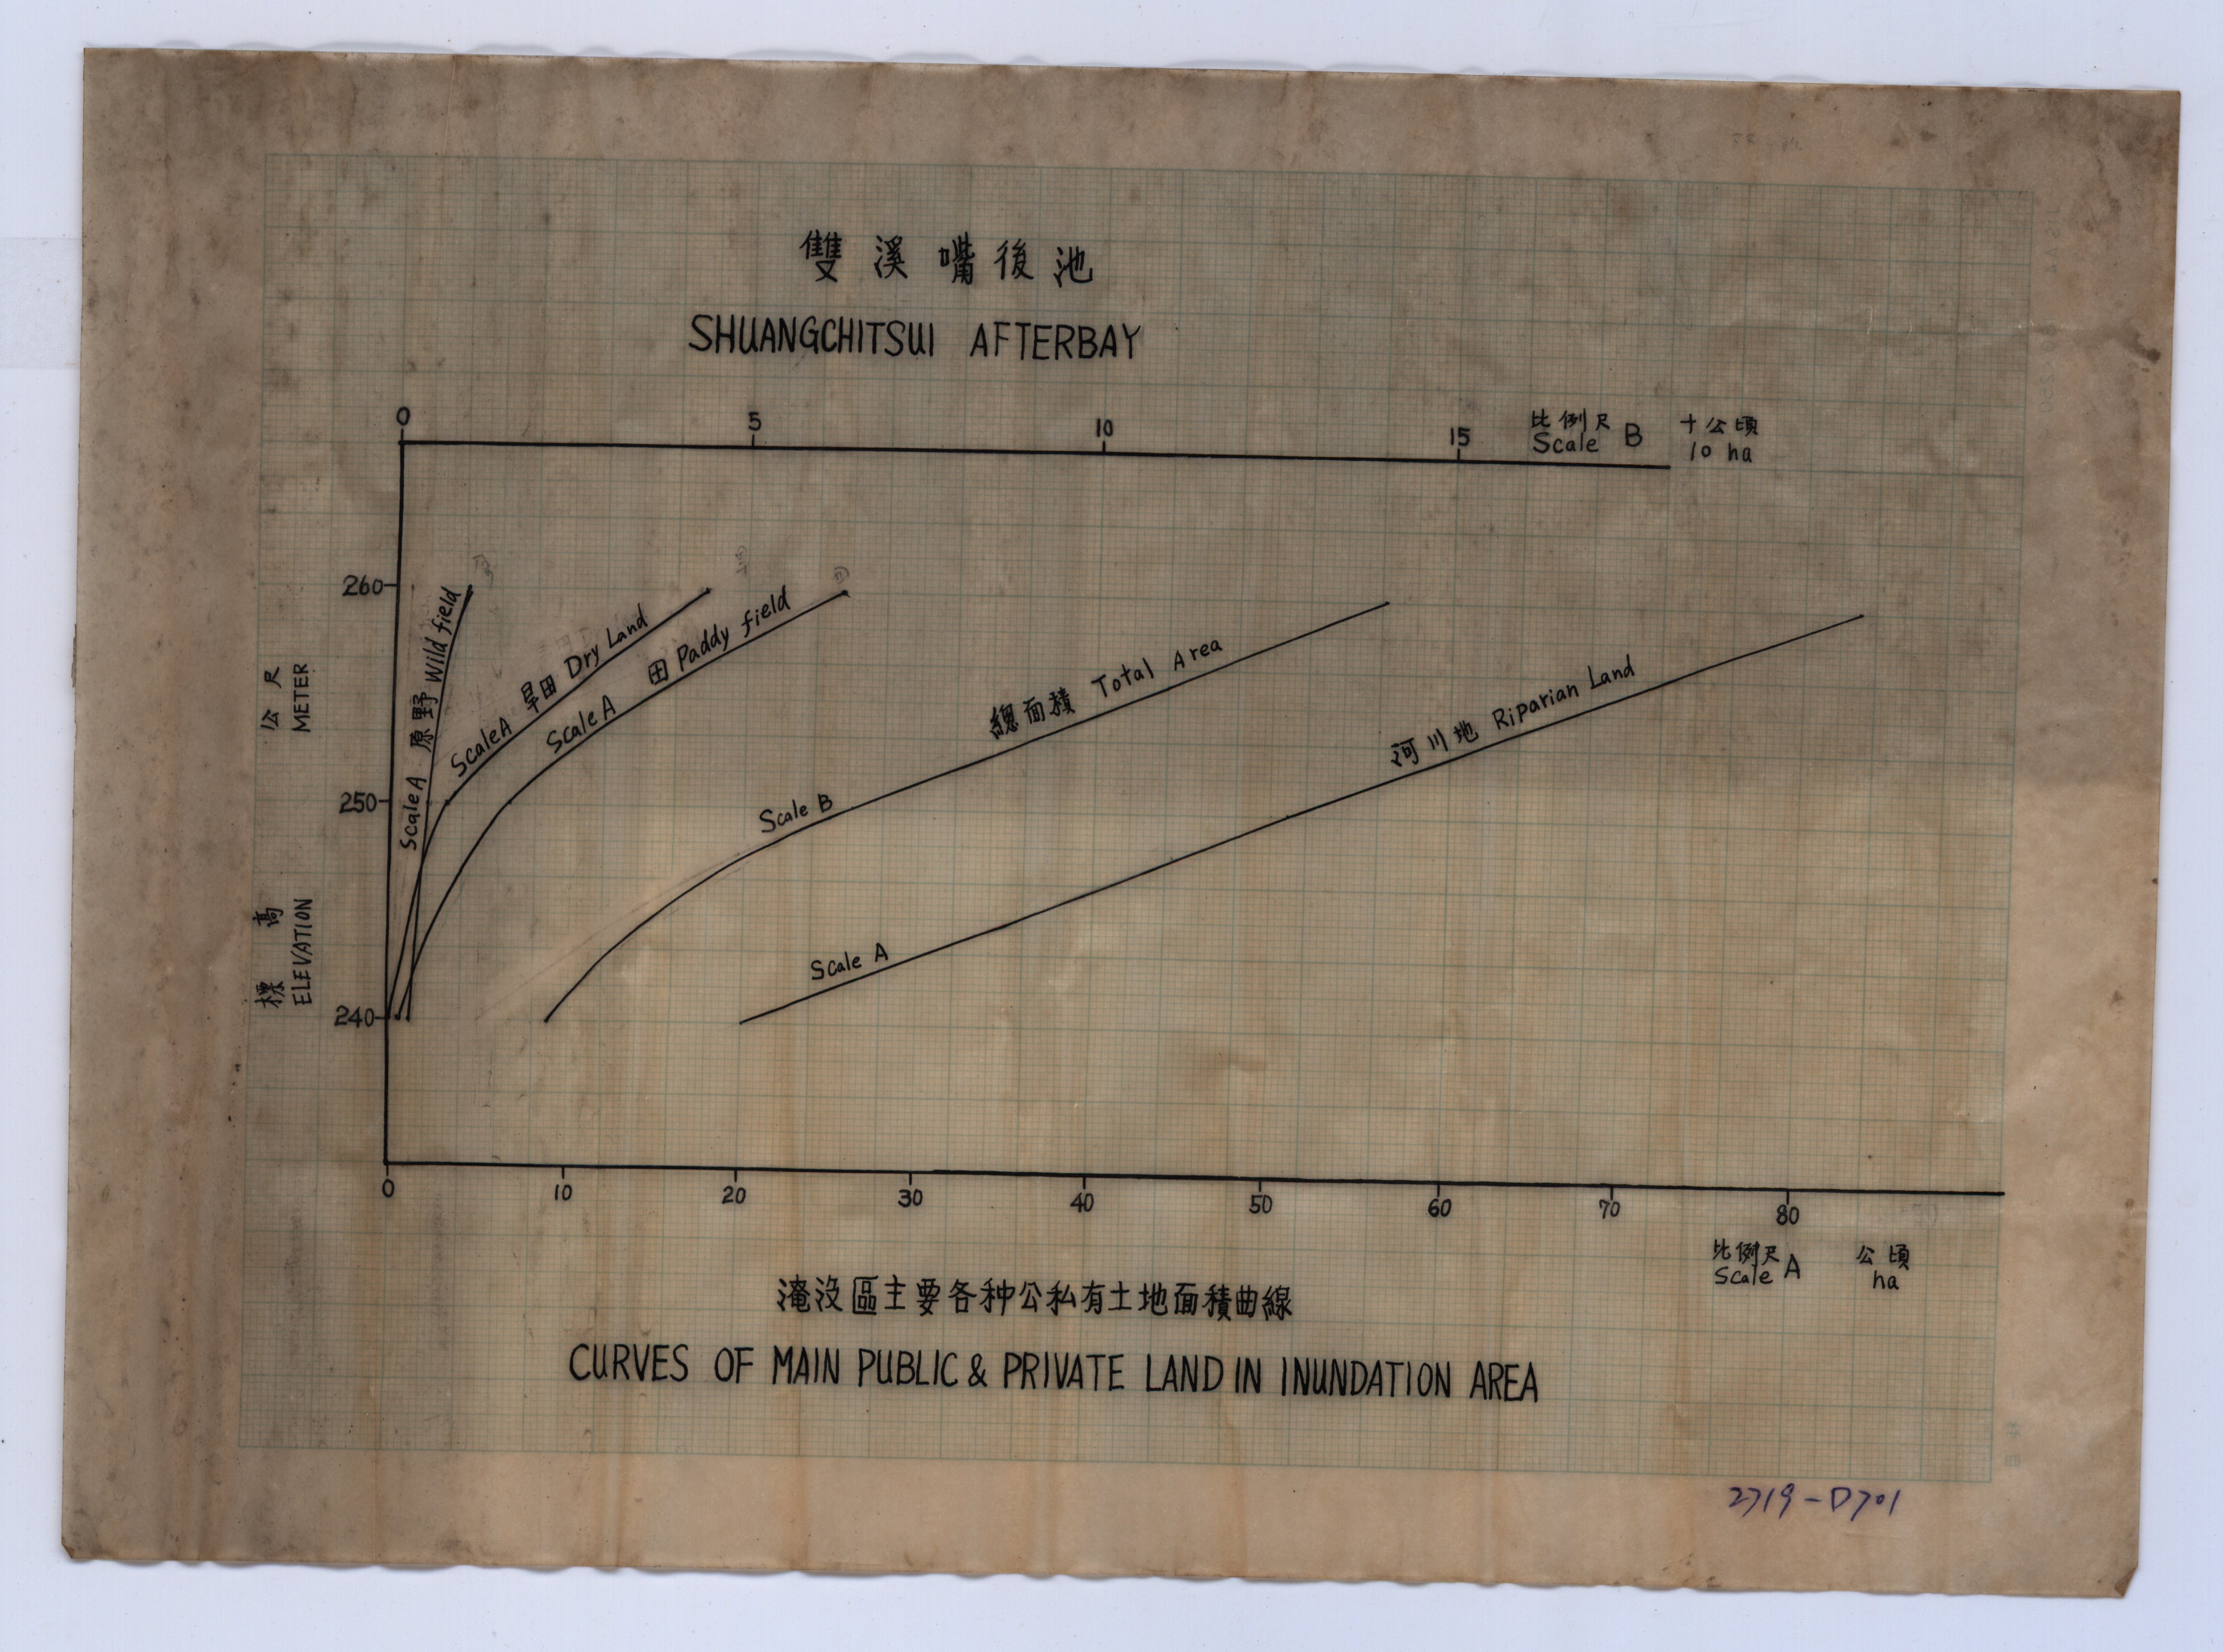 雙溪嘴後池
SHUANGCHITSUI AFTERBAY
0 5 10 15
比例尺 B 十公頃
Scale 10 ha
260
250
240
公尺
METER
標高
ELEVATION
Scale A 原野 Wild field
Scale A 旱田 Dry Land
Scale A 田 Paddy field
Scale B 總面積 Total Area
Scale A 河川地 Riparian Land
0 10 20 30 40 50 60 70 80
比例尺 A 公頃
Scale ha
淹没區主要各种公私有土地面積曲線
CURVES OF MAIN PUBLIC & PRIVATE LAND IN INUNDATION AREA
2719-D701